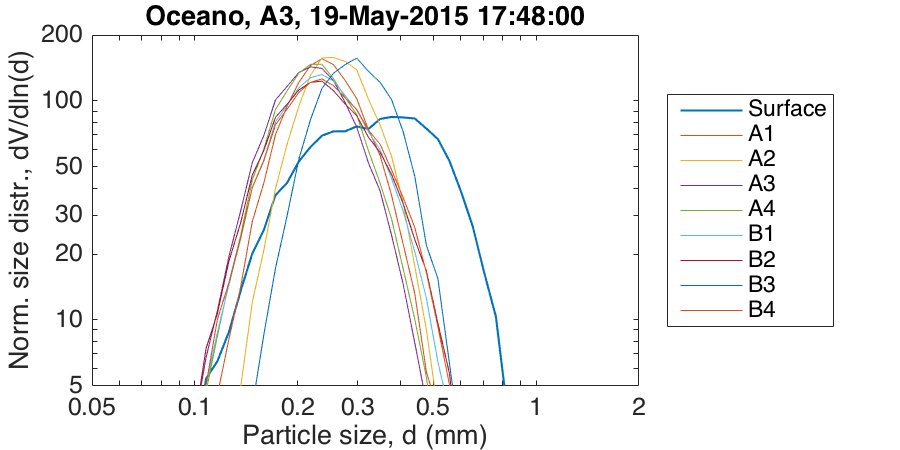 Oceano, A3, 19-May-2015 17:48:00
Norm. size distr., dV/dln(d)
200
100
50
30
20
10
5
0.05 0.1 0.2 0.3 0.5 1 2
Particle size, d (mm)
Surface
A1
A2
A3
A4
B1
B2
B3
B4